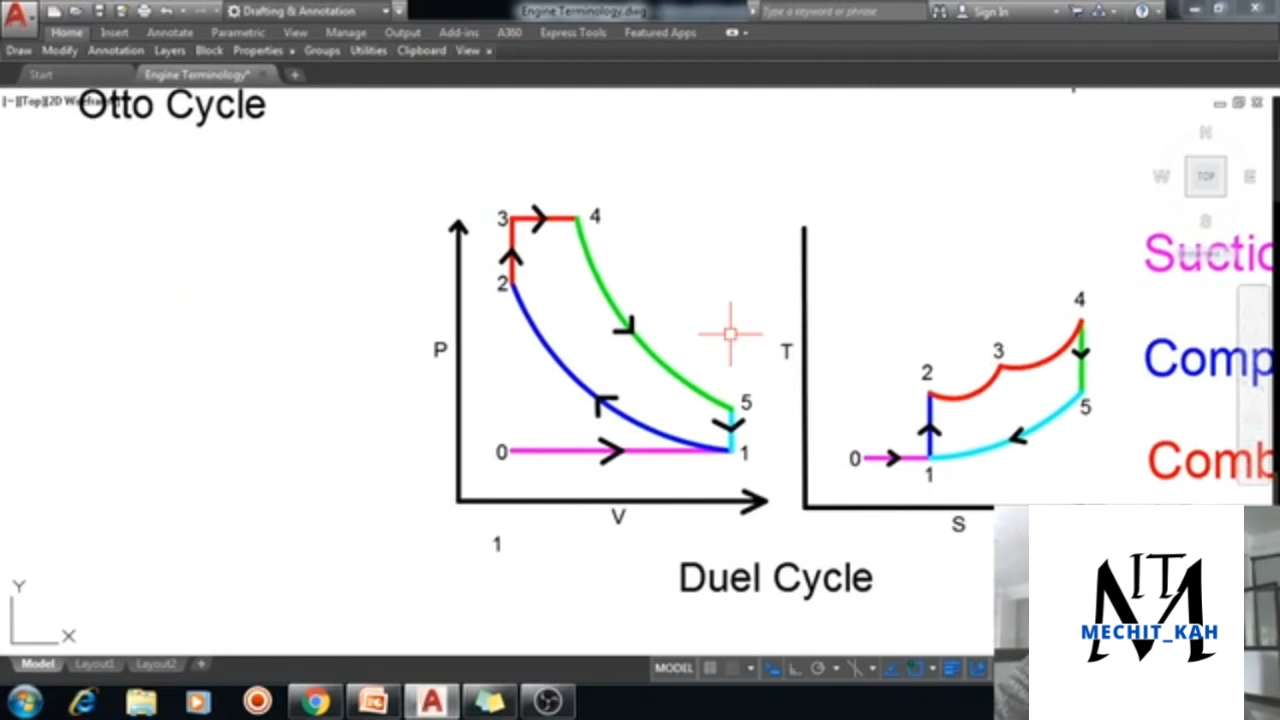 Drafting & Annotation
Engine Terminology.dwg
Type a keyword or phrase
Sign In
Home Insert Annotate Parametric View Manage Output Add-ins A360 Express Tools Featured Apps
Draw Modify Annotation Layers Block Properties Groups Utilities Clipboard View
Start Engine Terminology*
[−][Top][2D
Otto Cycle
N
W TOP E
S
3 4
2
P
5
0 1
V
1
T
4
3
2
5
0
1
S
Suctio
Comp
Comb
Duel Cycle
Y
X
MIT
MECHIT_KAH
Model Layout1 Layout2
MODEL